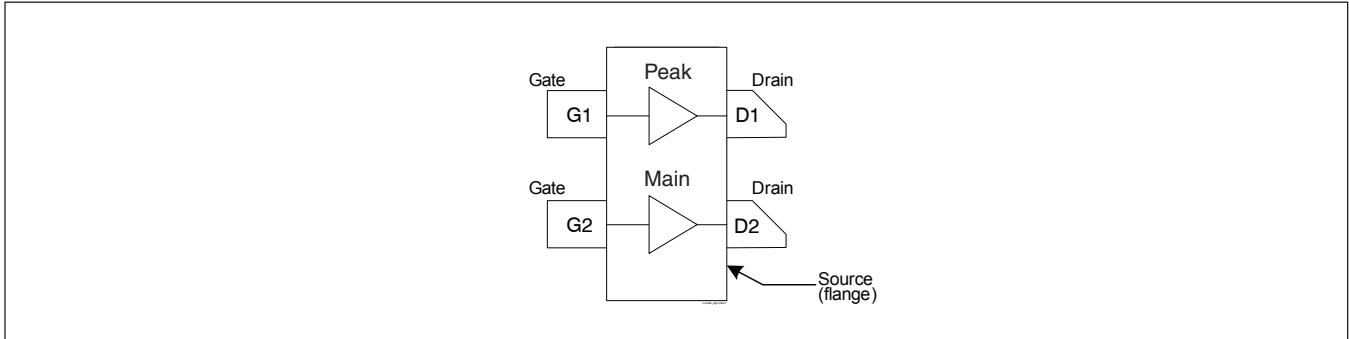 Peak
Gate
Drain
G1
D1
Main
Gate
Drain
G2
D2
Source
(flange)